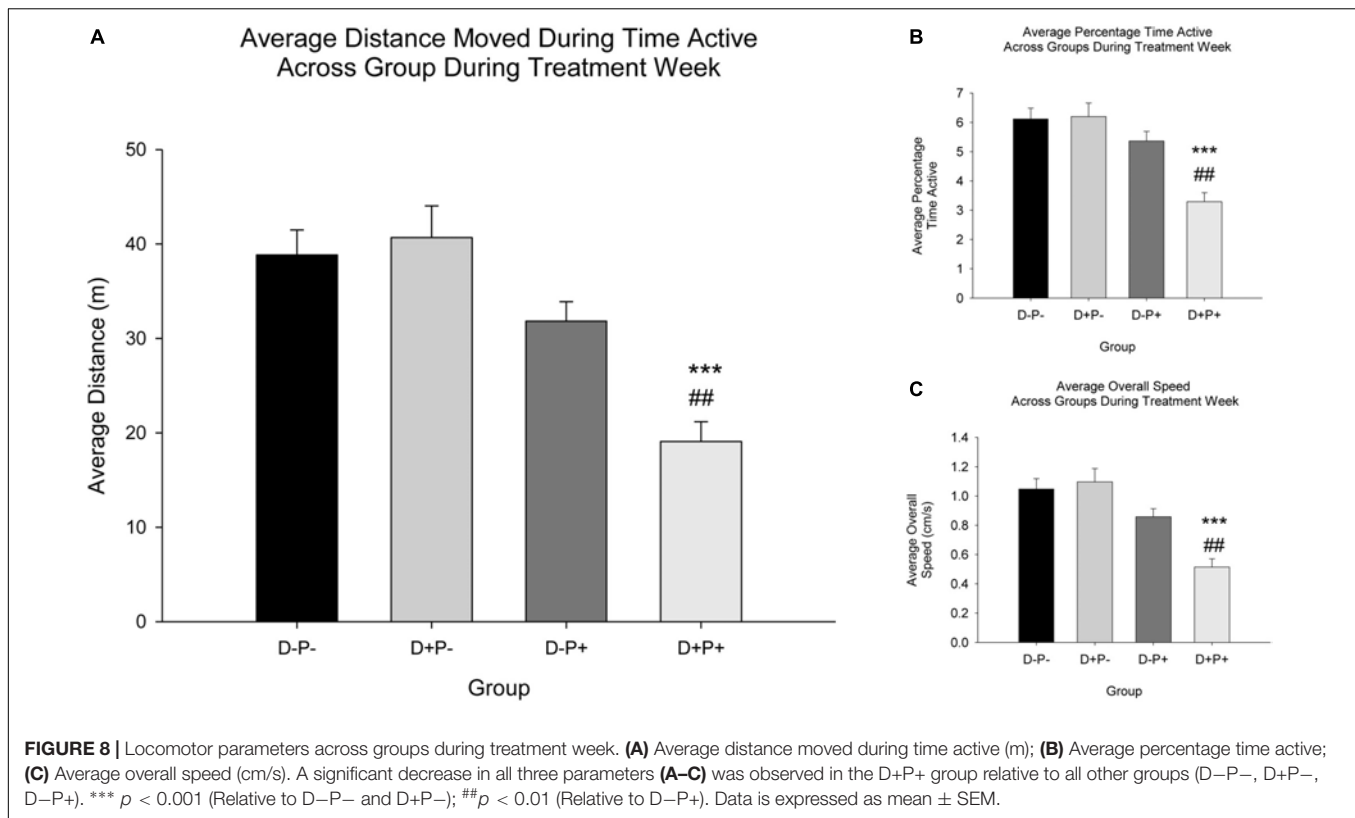 A
Average Distance Moved During Time Active
Across Group During Treatment Week
Average Distance (m)
50
40
30
20
10
0
***
##
D-P-
D+P-
D-P+
D+P+
Group
B
Average Percentage Time Active
Across Groups During Treatment Week
Average Percentage
Time Active
7
6
5
4
3
2
1
0
***
##
D-P-
D+P-
D-P+
D+P+
Group
C
Average Overall Speed
Across Groups During Treatment Week
Average Overall
Speed (cm/s)
1.4
1.2
1.0
0.8
0.6
0.4
0.2
0.0
***
##
D-P-
D+P-
D-P+
D+P+
Group
FIGURE 8 | Locomotor parameters across groups during treatment week. (A) Average distance moved during time active (m); (B) Average percentage time active;
(C) Average overall speed (cm/s). A significant decrease in all three parameters (A–C) was observed in the D+P+ group relative to all other groups (D−P−, D+P−,
D−P+). *** p < 0.001 (Relative to D−P− and D+P−); ##p < 0.01 (Relative to D−P+). Data is expressed as mean ± SEM.